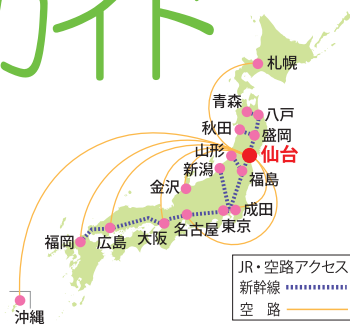 ガイド
札幌
青森
八戸
秋田
盛岡
山形
仙台
新潟
福島
金沢
成田
東京
名古屋
大阪
広島
福岡
沖縄
JR・空路アクセス
新幹線
空 路